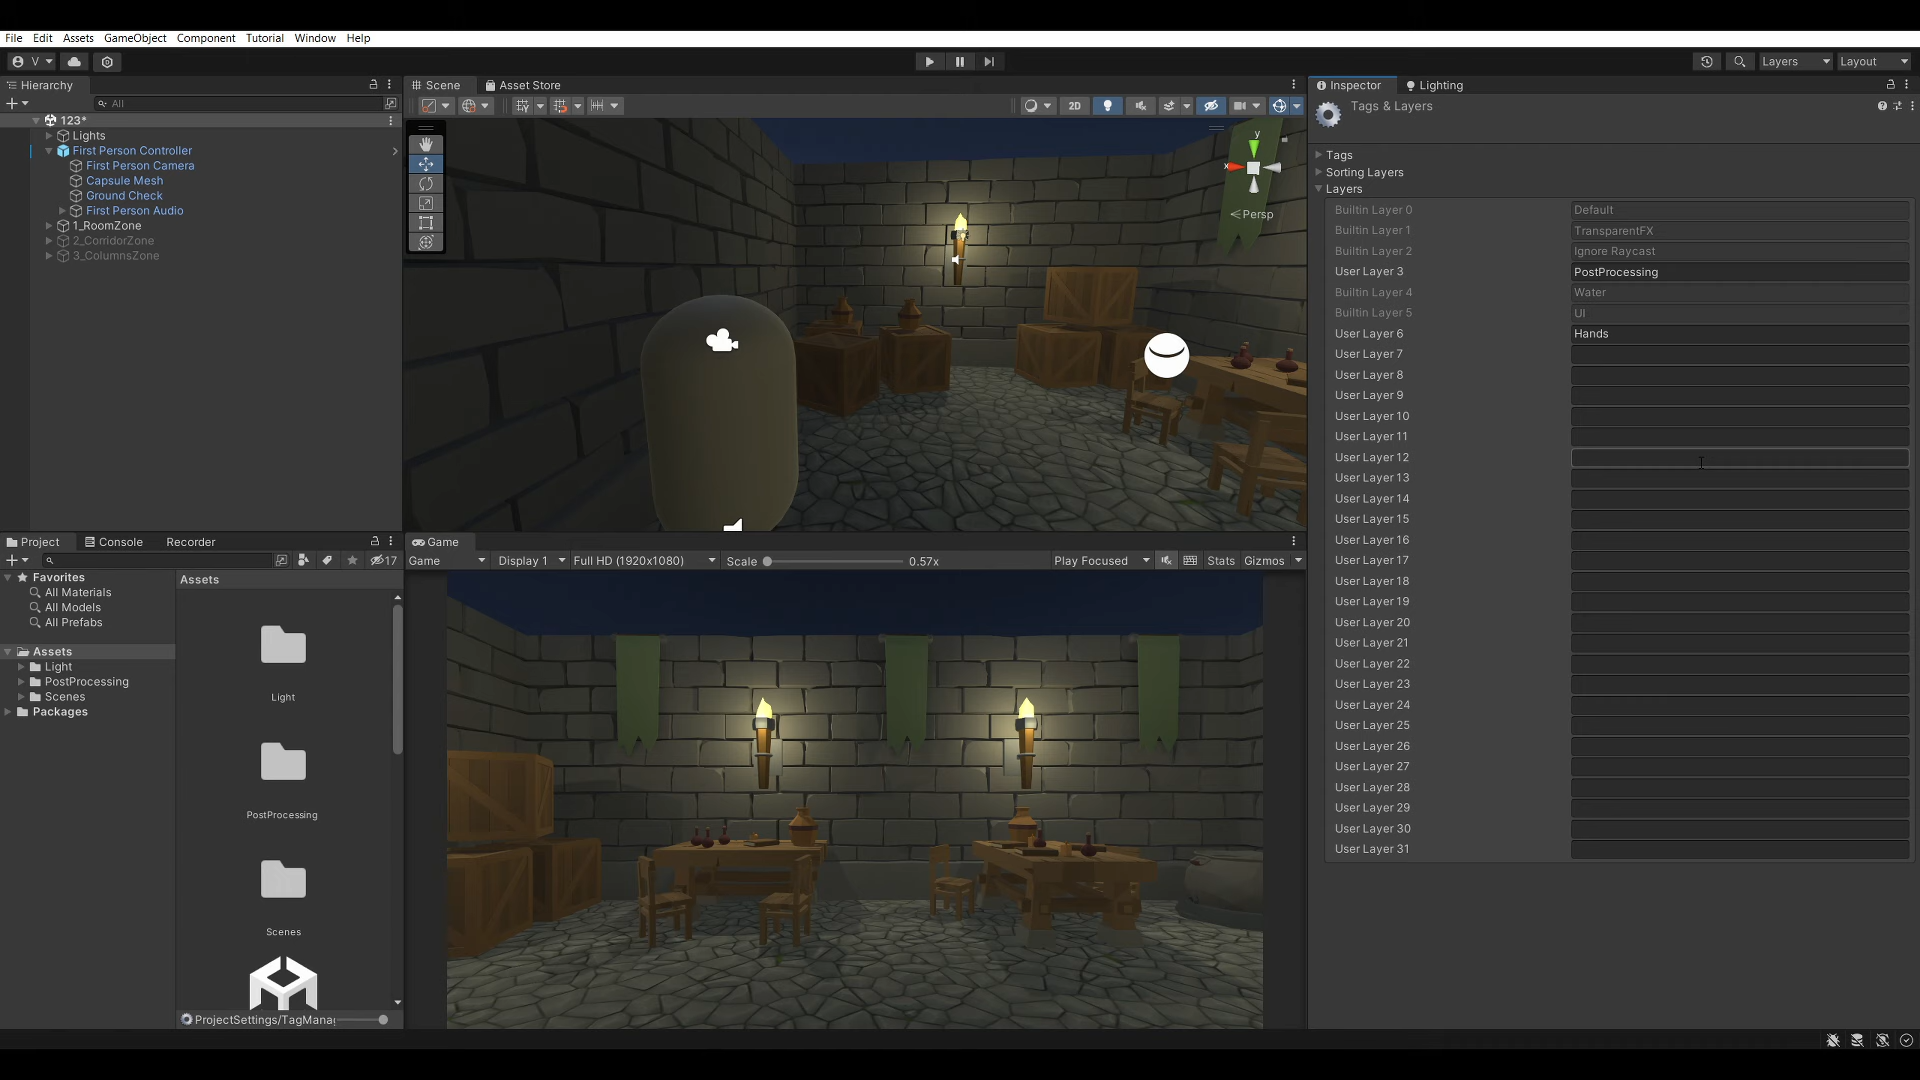 File Edit Assets GameObject Component Tutorial Window Help
V Layers Layout
Hierarchy
All
123*
Lights
First Person Controller
First Person Camera
Capsule Mesh
Ground Check
First Person Audio
1_RoomZone
2_CorridorZone
3_ColumnsZone
Scene Asset Store
2D
y
x
Persp
Project Console Recorder
17
Favorites
All Materials
All Models
All Prefabs
Assets
Light
PostProcessing
Scenes
Packages
Assets
Light
PostProcessing
Scenes
ProjectSettings/TagMana
Game
Game Display 1 Full HD (1920x1080) Scale 0.57x Play Focused Stats Gizmos
Inspector Lighting
Tags & Layers
Tags
Sorting Layers
Layers
Builtin Layer 0 Default
Builtin Layer 1 TransparentFX
Builtin Layer 2 Ignore Raycast
User Layer 3 PostProcessing
Builtin Layer 4 Water
Builtin Layer 5 UI
User Layer 6 Hands
User Layer 7
User Layer 8
User Layer 9
User Layer 10
User Layer 11
User Layer 12
User Layer 13
User Layer 14
User Layer 15
User Layer 16
User Layer 17
User Layer 18
User Layer 19
User Layer 20
User Layer 21
User Layer 22
User Layer 23
User Layer 24
User Layer 25
User Layer 26
User Layer 27
User Layer 28
User Layer 29
User Layer 30
User Layer 31